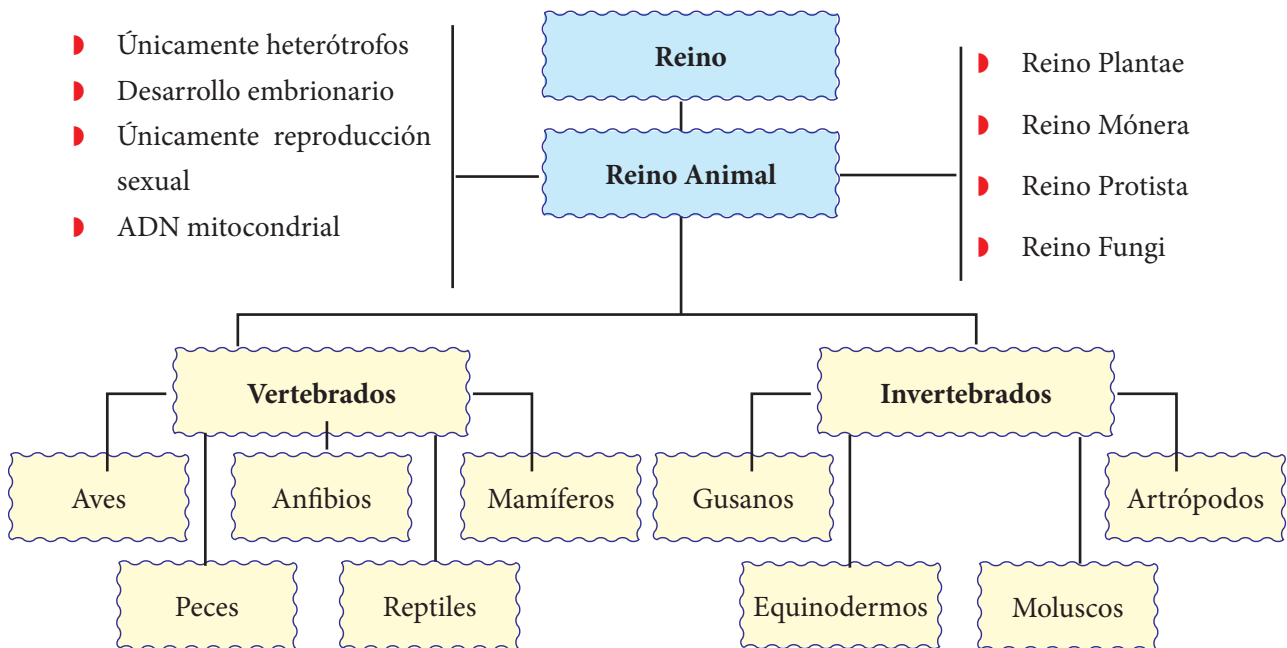 Únicamente heterótrofos
Desarrollo embrionario
Únicamente reproducción
sexual
ADN mitocondrial
Reino
Reino Animal
Reino Plantae
Reino Mónera
Reino Protista
Reino Fungi
Vertebrados
Invertebrados
Aves
Anfibios
Mamíferos
Gusanos
Artrópodos
Peces
Reptiles
Equinodermos
Moluscos